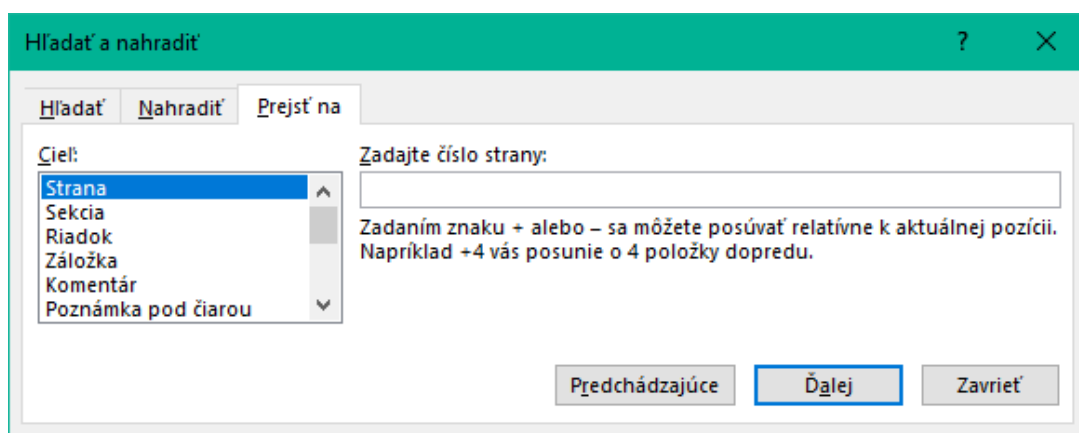 Hľadať a nahradiť
?
Hľadať
Nahradiť
Prejsť na
Cieľ:
Strana
Sekcia
Riadok
Záložka
Komentár
Poznámka pod čiarou
Zadajte číslo strany:
Zadaním znaku + alebo – sa môžete posúvať relatívne k aktuálnej pozícii.
Napríklad +4 vás posunie o 4 položky dopredu.
Predchádzajúce
Ďalej
Zavrieť